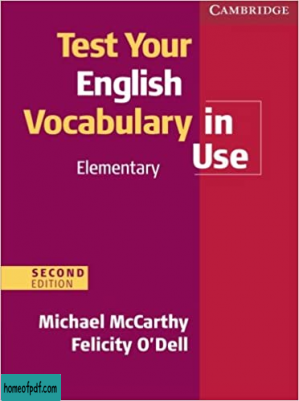 CAMBRIDGE
Test Your
English
Vocabulary in
Use
Elementary
SECOND
EDITION
Michael McCarthy
Felicity O'Dell
homeofpdf.com